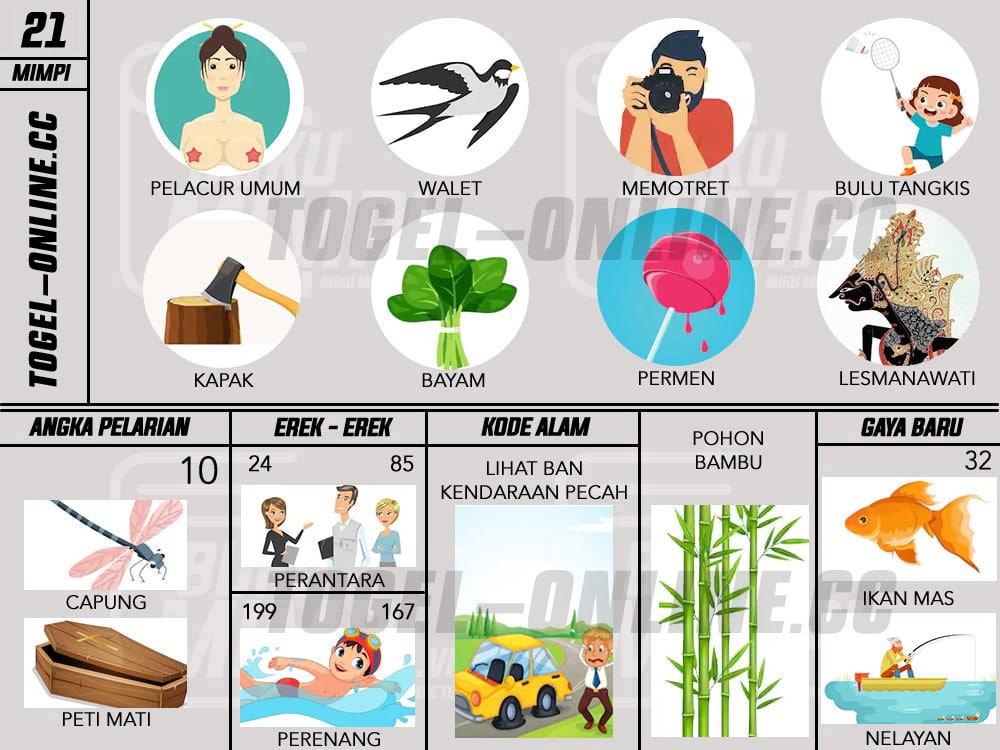 21
MIMPI
TOGEL-ONLINE.CC
PELACUR UMUM
WALET
MEMOTRET
BULU TANGKIS
TOGEL-ONLINE.CC
KAPAK
BAYAM
PERMEN
LESMANAWATI
ANGKA PELARIAN
EREK - EREK
KODE ALAM
GAYA BARU
10
CAPUNG
PETI MATI
24
85
PERANTARA
199
167
PERENANG
LIHAT BAN
KENDARAAN PECAH
POHON
BAMBU
32
IKAN MAS
NELAYAN
TOGEL-ONLINE.CC